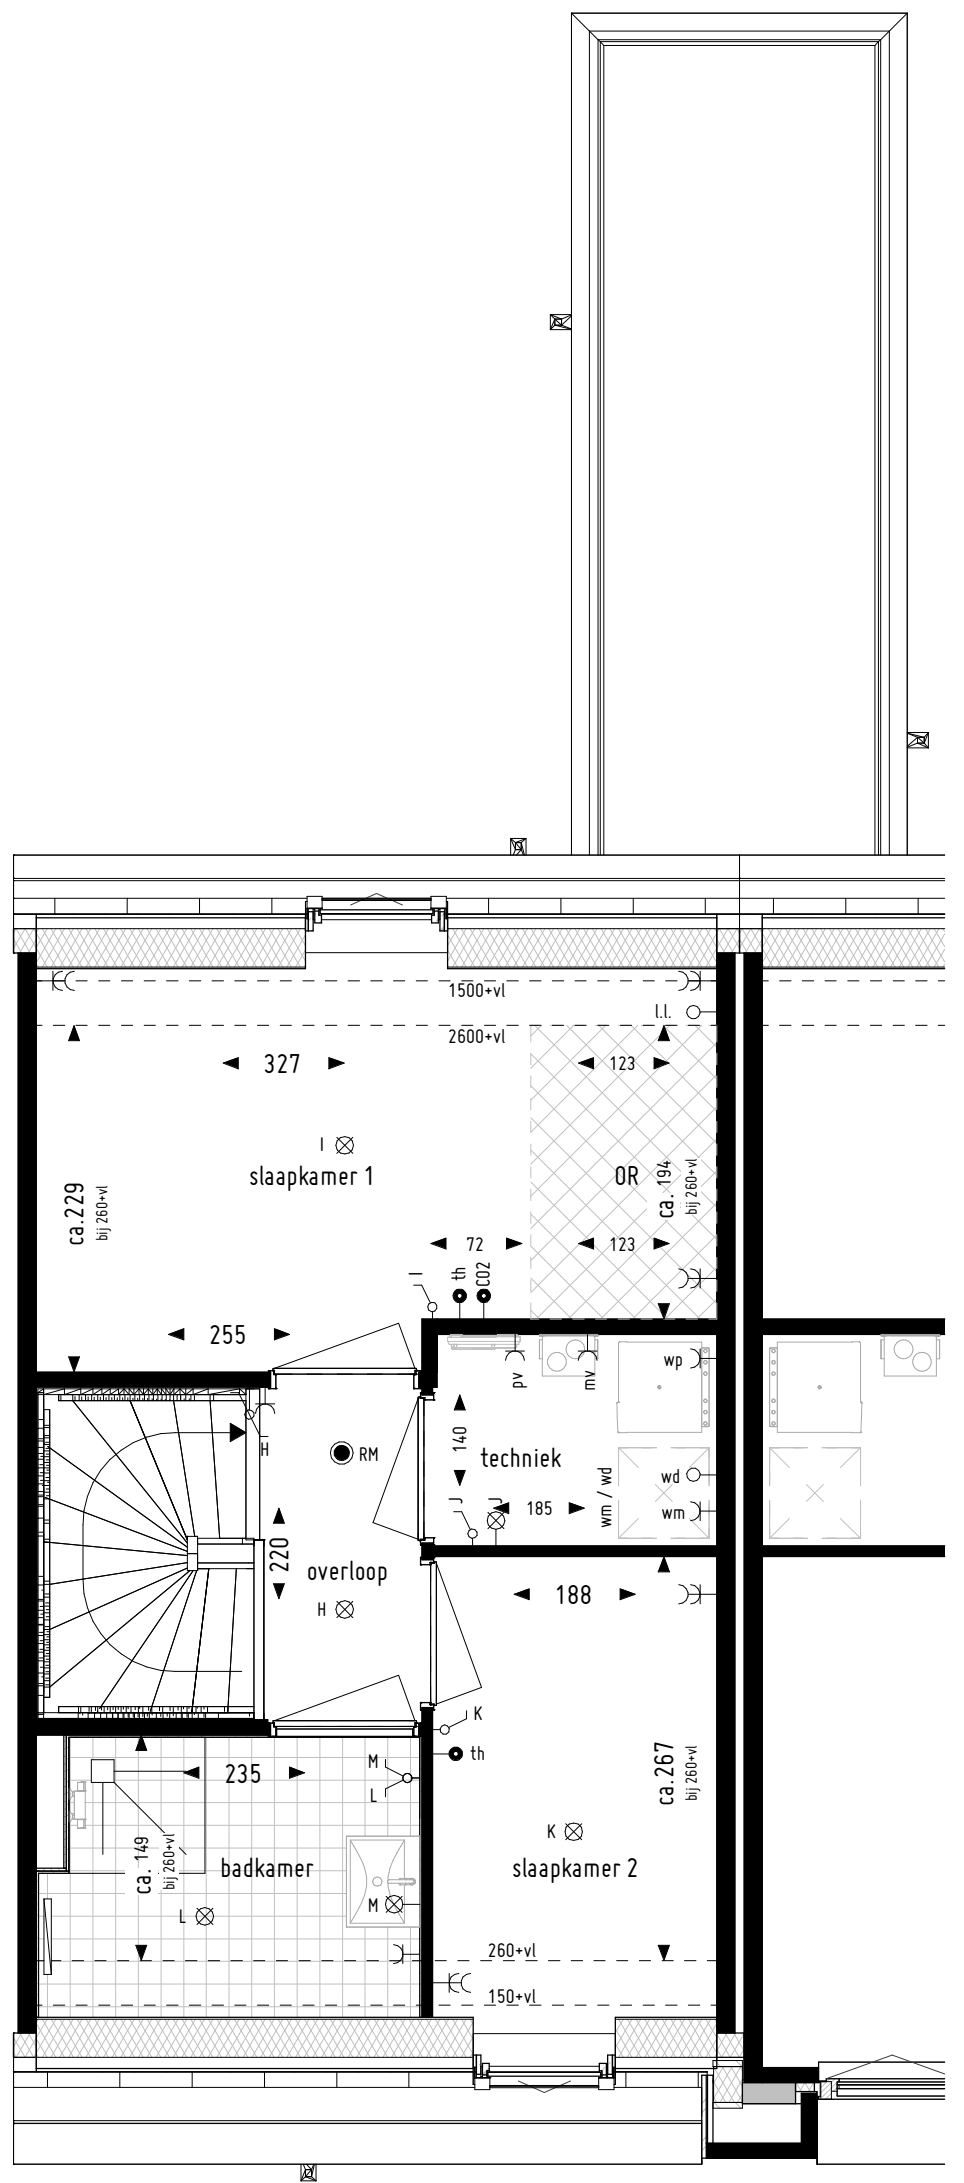 1500+vl
l.l.
2600+vl
327
123
I
slaapkamer 1
OR
ca.229
bij 260+vl
ca. 194
bij 260+vl
72
123
I
th
CO2
255
pv
mv
wp
H
RM
140
techniek
wm / wd
wd
J
J
185
wm
220
overloop
188
H
K
th
M
235
L
ca.267
bij 260+vl
K
ca. 149
bij 260+vl
badkamer
slaapkamer 2
M
L
260+vl
150+vl